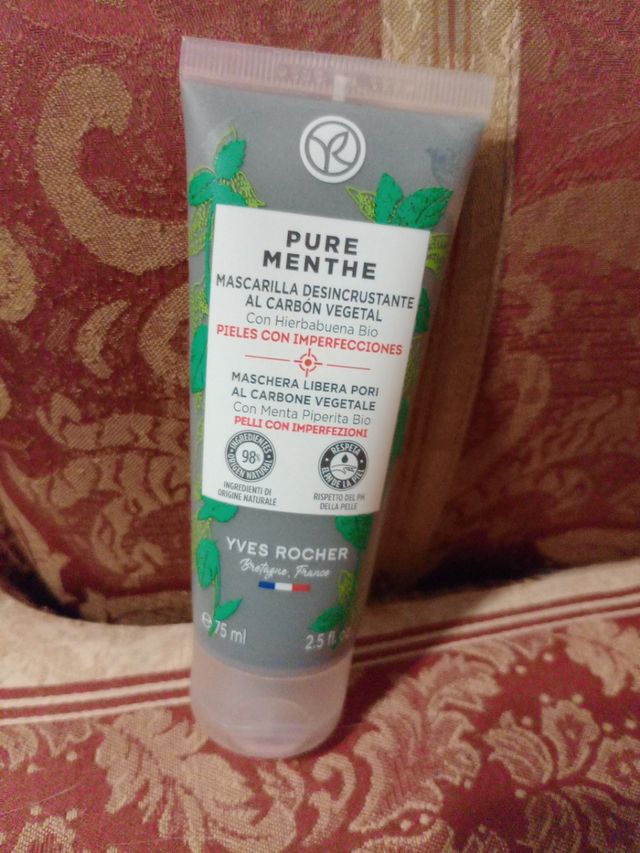 PURE
MENTHE
MASCARILLA DESINCRUSTANTE
AL CARBÓN VEGETAL
Con Hierbabuena Bio
PIELES CON IMPERFECCIONES
MASCHERA LIBERA PORI
AL CARBONE VEGETALE
Con Menta Piperita Bio
PELLI CON IMPERFEZIONI
INGREDIENTES
98%
ORIGEN NATURAL
RESPETA
EL PH DE LA PIEL
INGREDIENTI DI
ORIGINE NATURALE
RISPETTO DEL PH
DELLA PELLE
YVES ROCHER
Bretagne, France
℮ 75 ml
2.5 fl.